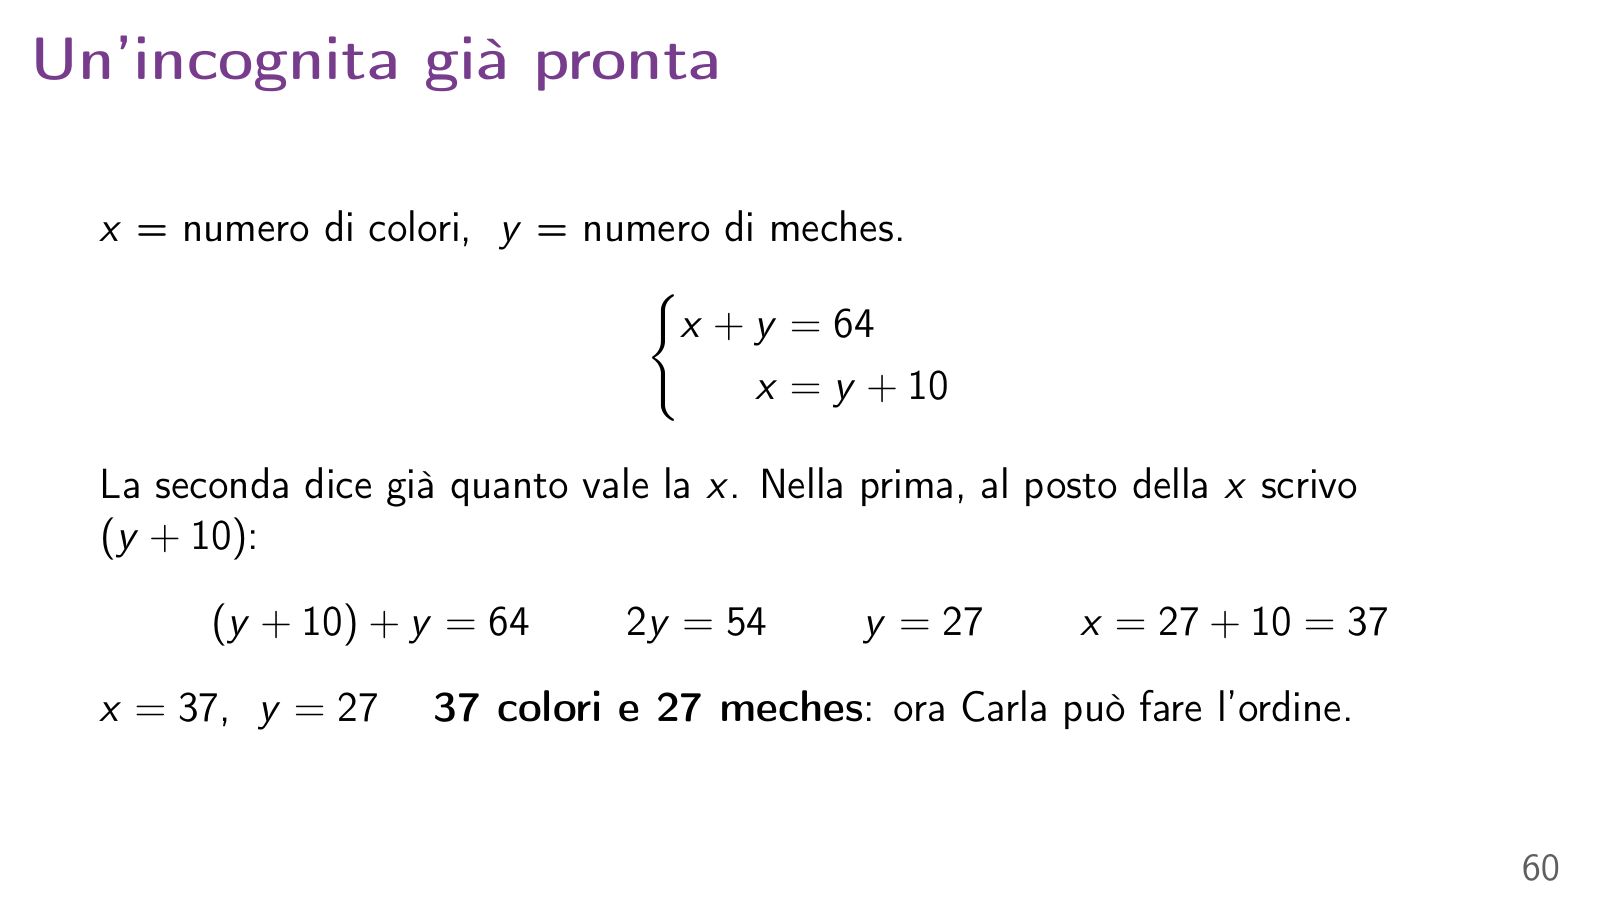 Un'incognita già pronta
x = numero di colori, y = numero di meches.
x + y = 64
x = y + 10
La seconda dice già quanto vale la x. Nella prima, al posto della x scrivo
(y + 10):
(y + 10) + y = 64 2y = 54 y = 27 x = 27 + 10 = 37
x = 37, y = 27 37 colori e 27 meches: ora Carla può fare l'ordine.
60